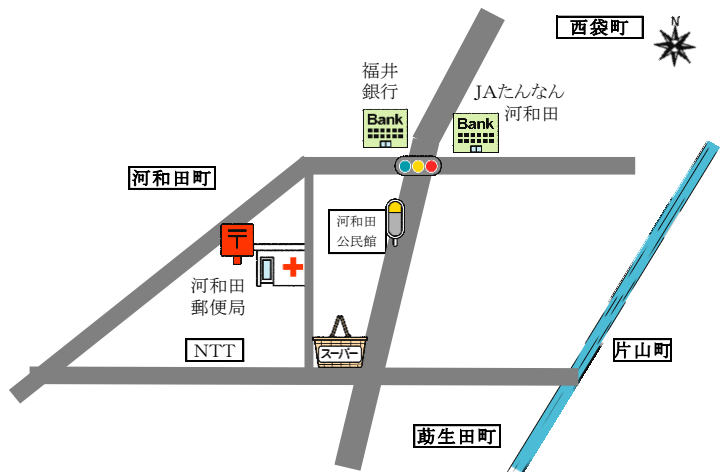 西袋町
N
福井
銀行
JAたんなん
河和田
Bank
Bank
河和田町
河和田
公民館
〒
河和田
郵便局
NTT
スーパー
片山町
莇生田町